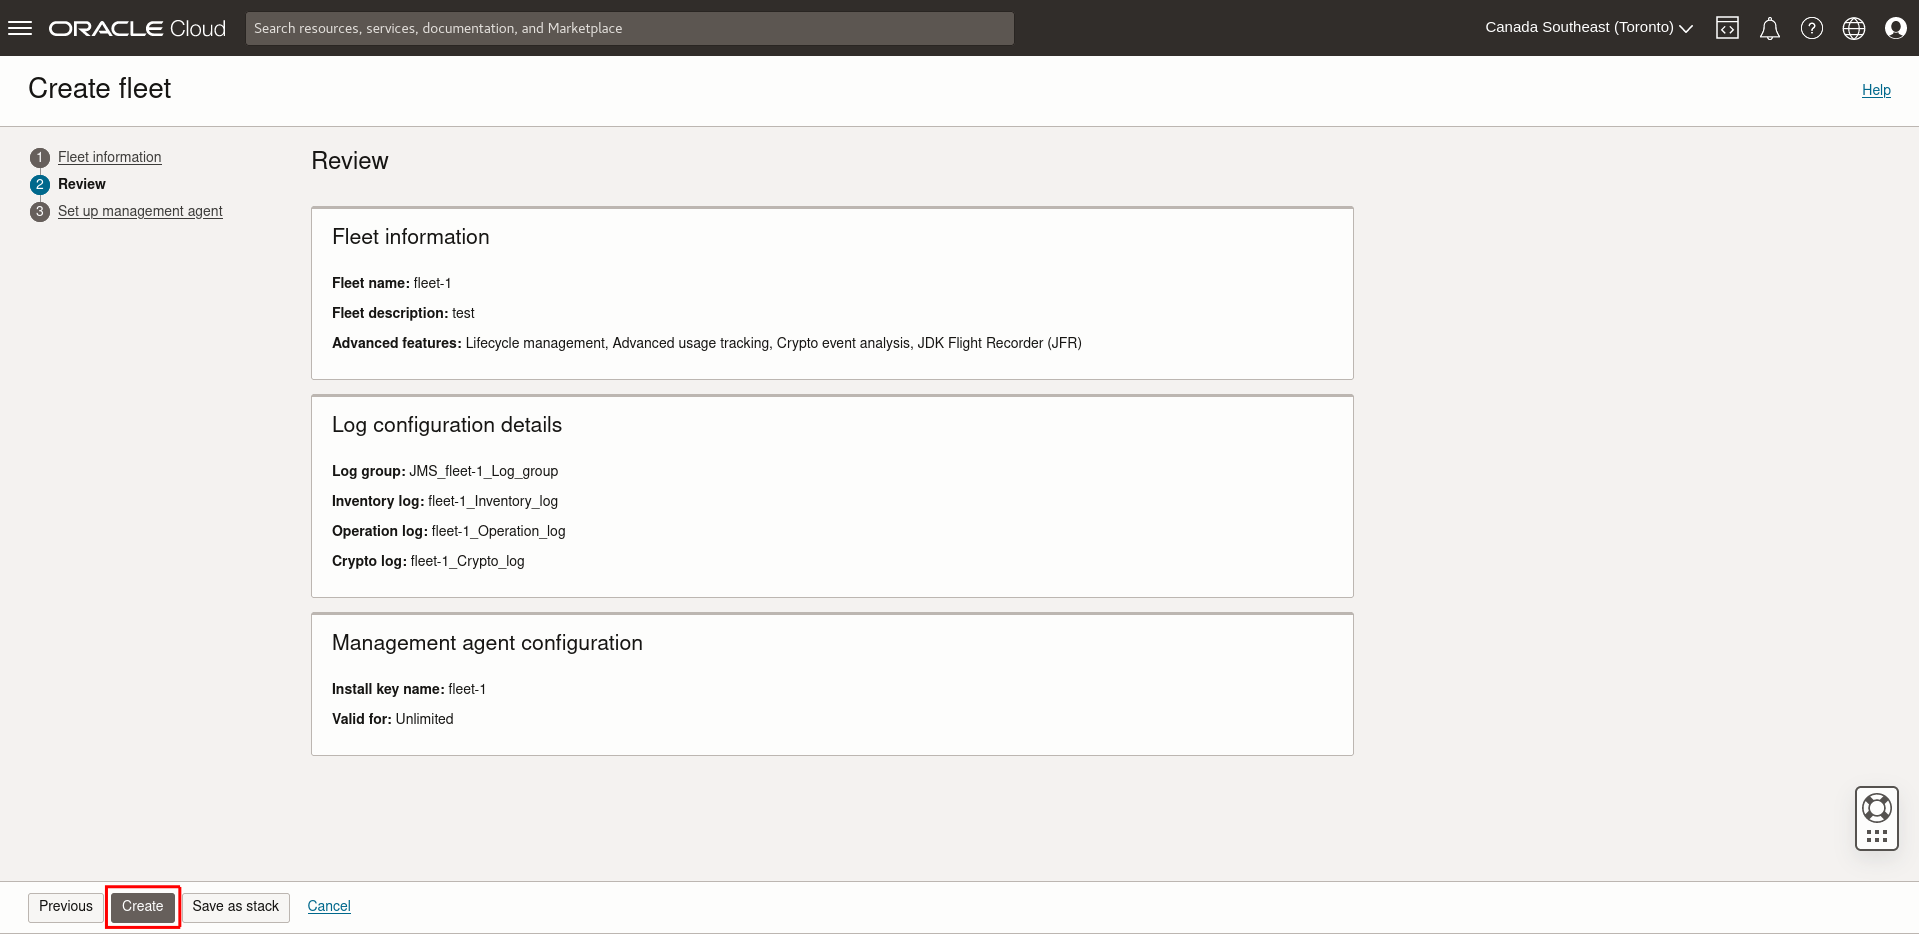 ORACLE Cloud
Search resources, services, documentation, and Marketplace
Canada Southeast (Toronto)
Create fleet
Help
1 Fleet information
2 Review
3 Set up management agent
Review
Fleet information
Fleet name: fleet-1
Fleet description: test
Advanced features: Lifecycle management, Advanced usage tracking, Crypto event analysis, JDK Flight Recorder (JFR)
Log configuration details
Log group: JMS_fleet-1_Log_group
Inventory log: fleet-1_Inventory_log
Operation log: fleet-1_Operation_log
Crypto log: fleet-1_Crypto_log
Management agent configuration
Install key name: fleet-1
Valid for: Unlimited
Previous Create Save as stack Cancel